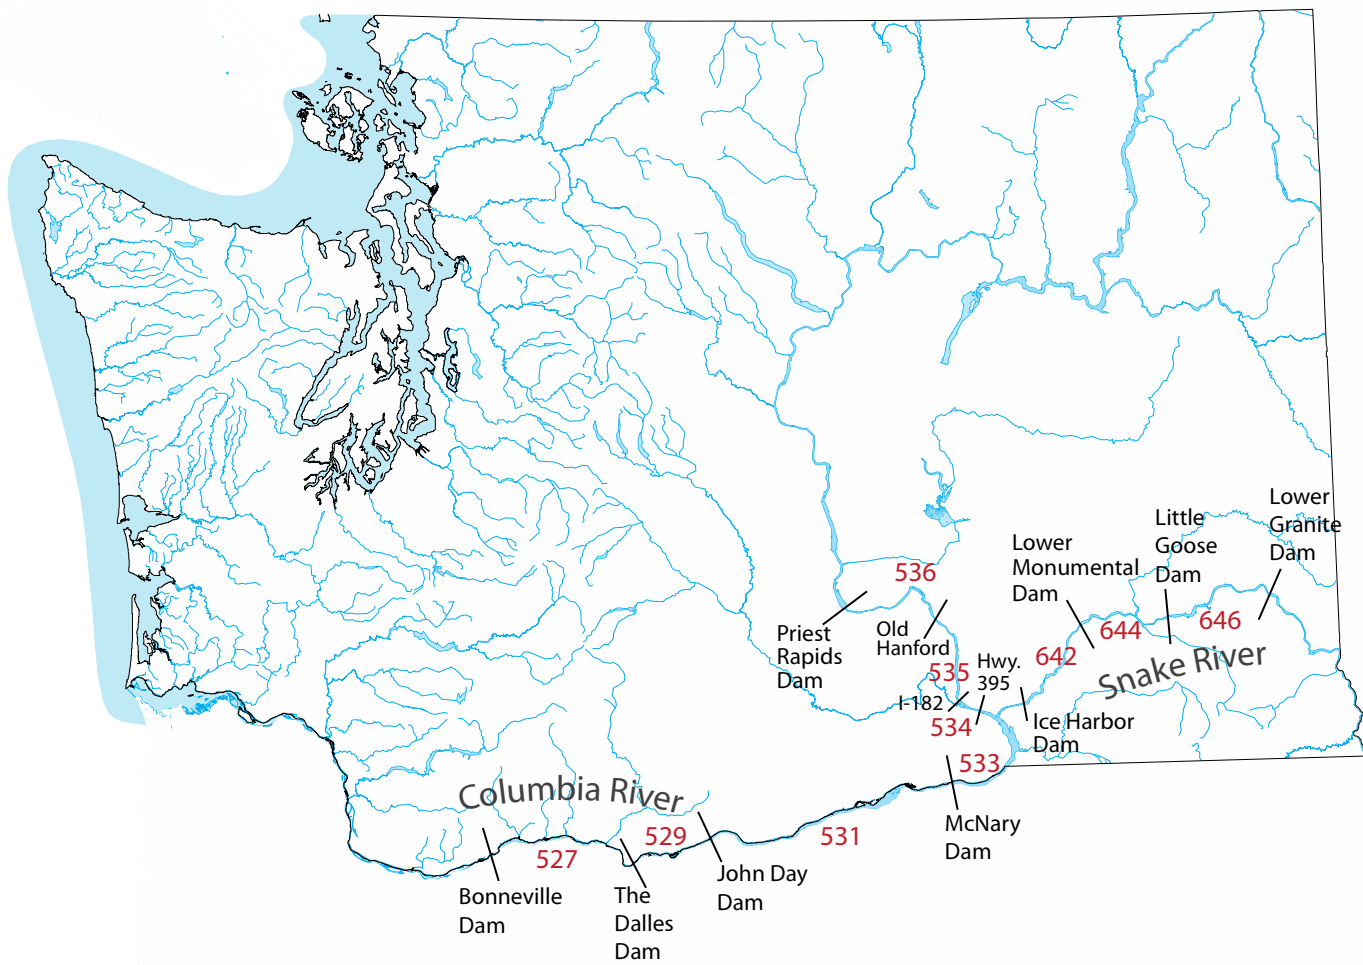 Lower
Granite
Dam
Little
Goose
Dam
Lower
Monumental
Dam
536
646
644
Priest
Rapids
Dam
Old
Hanford
642
Snake River
535
Hwy.
395
I-182
534
Ice Harbor
Dam
533
Columbia River
McNary
Dam
531
529
527
John Day
Dam
Bonneville
Dam
The
Dalles
Dam